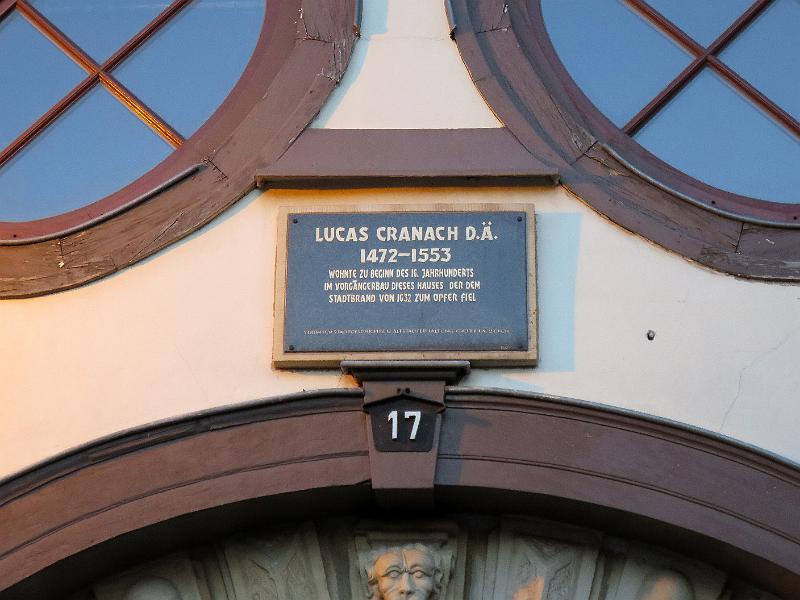 LUCAS CRANACH D.Ä.
1472–1553
WOHNTE ZU BEGINN DES 16. JAHRHUNDERTS
IM VORGÄNGERBAU DIESES HAUSES DER DEM
STADTBRAND VON 1632 ZUM OPFER FIEL
17